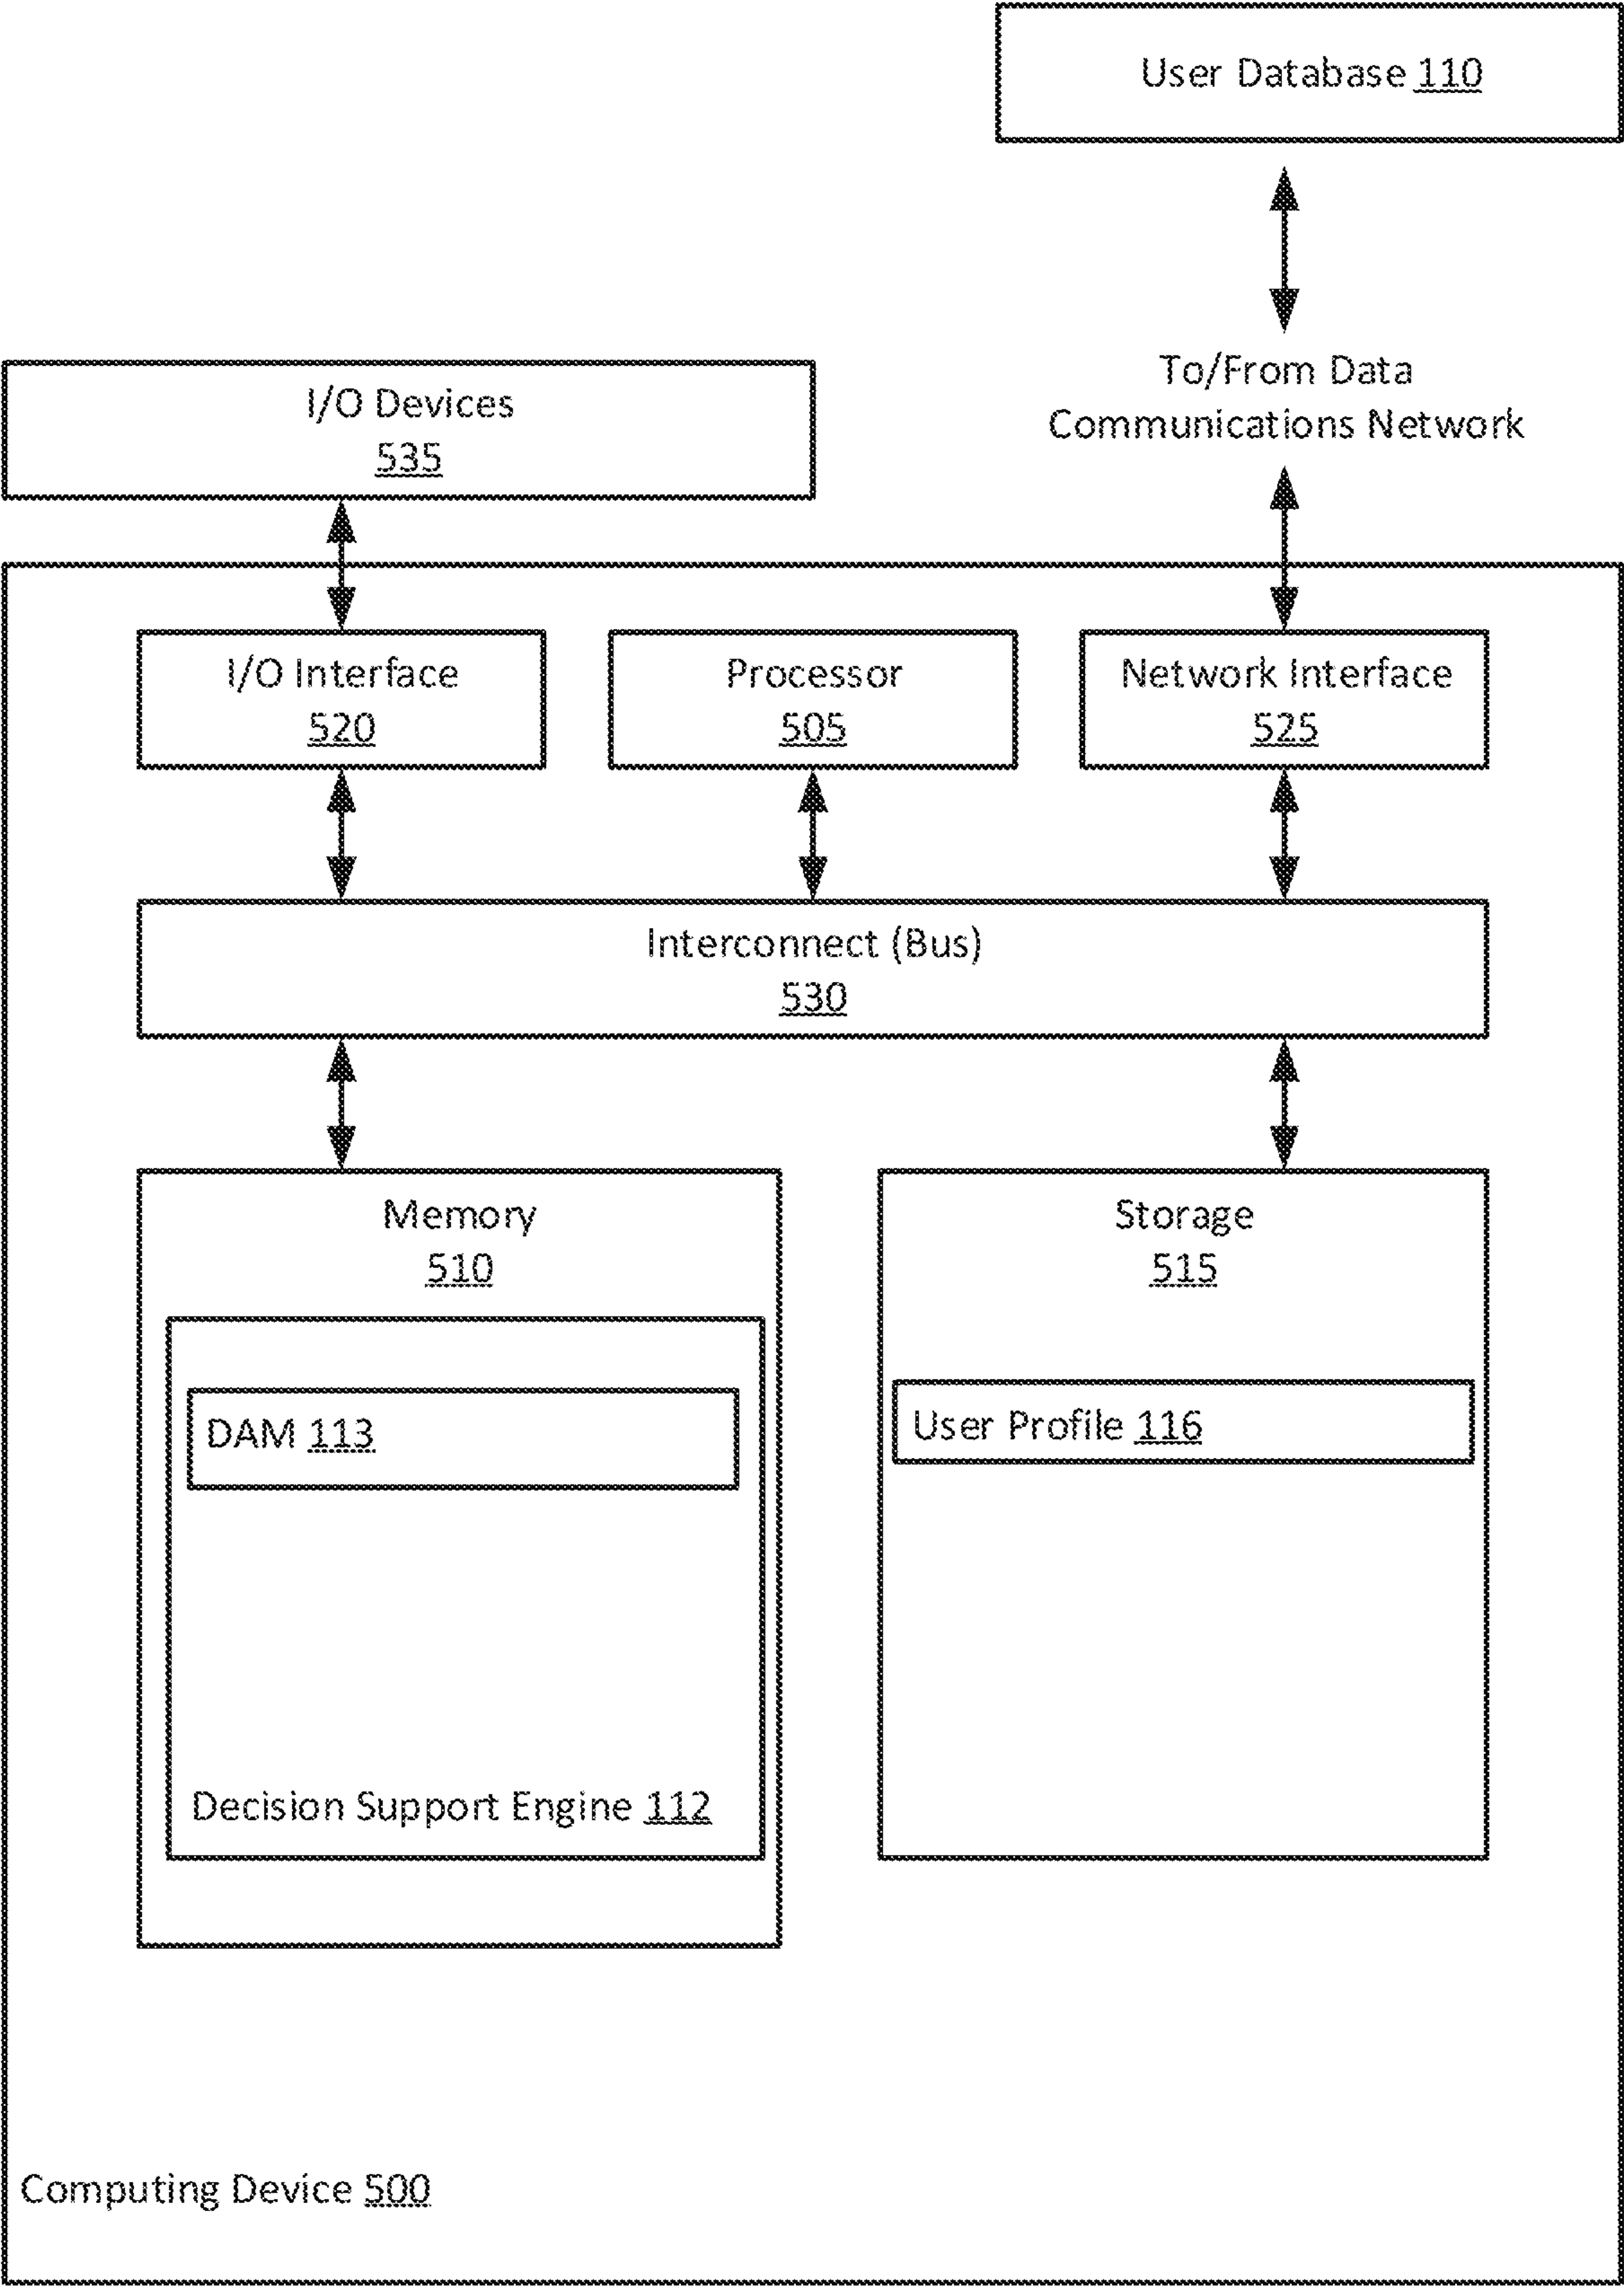 User Database 110
To/From Data
Communications Network
I/O Devices
535
I/O Interface
520
Processor
505
Network Interface
525
Interconnect (Bus)
530
Memory
510
Storage
515
DAM 113
User Profile 116
Decision Support Engine 112
Computing Device 500